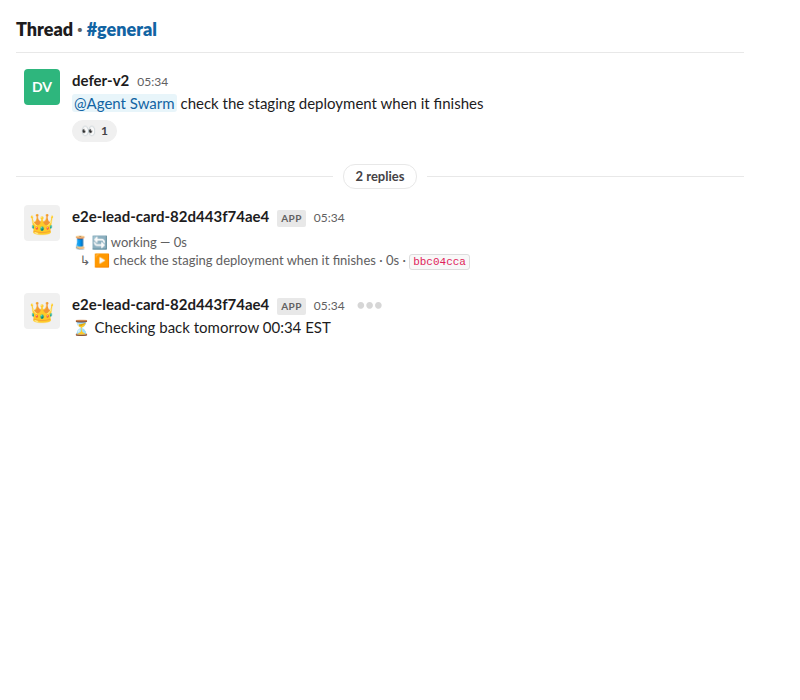 Thread • #general
DV
defer-v2 05:34
@Agent Swarm check the staging deployment when it finishes
👀 1
2 replies
e2e-lead-card-82d443f74ae4 APP 05:34
🧵 🔄 working — 0s
↳ ▶️ check the staging deployment when it finishes · 0s · bbc04cca
e2e-lead-card-82d443f74ae4 APP 05:34
⏳ Checking back tomorrow 00:34 EST